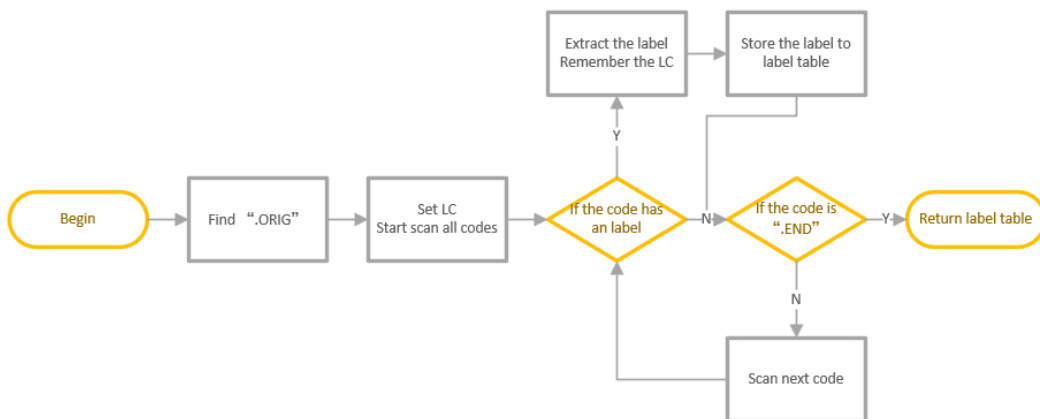 Extract the label
Remember the LC
Store the label to
label table
Y
Begin
Find “.ORIG”
Set LC
Start scan all codes
If the code has
an label
N
If the code is
“.END”
Y
Return label table
N
Scan next code